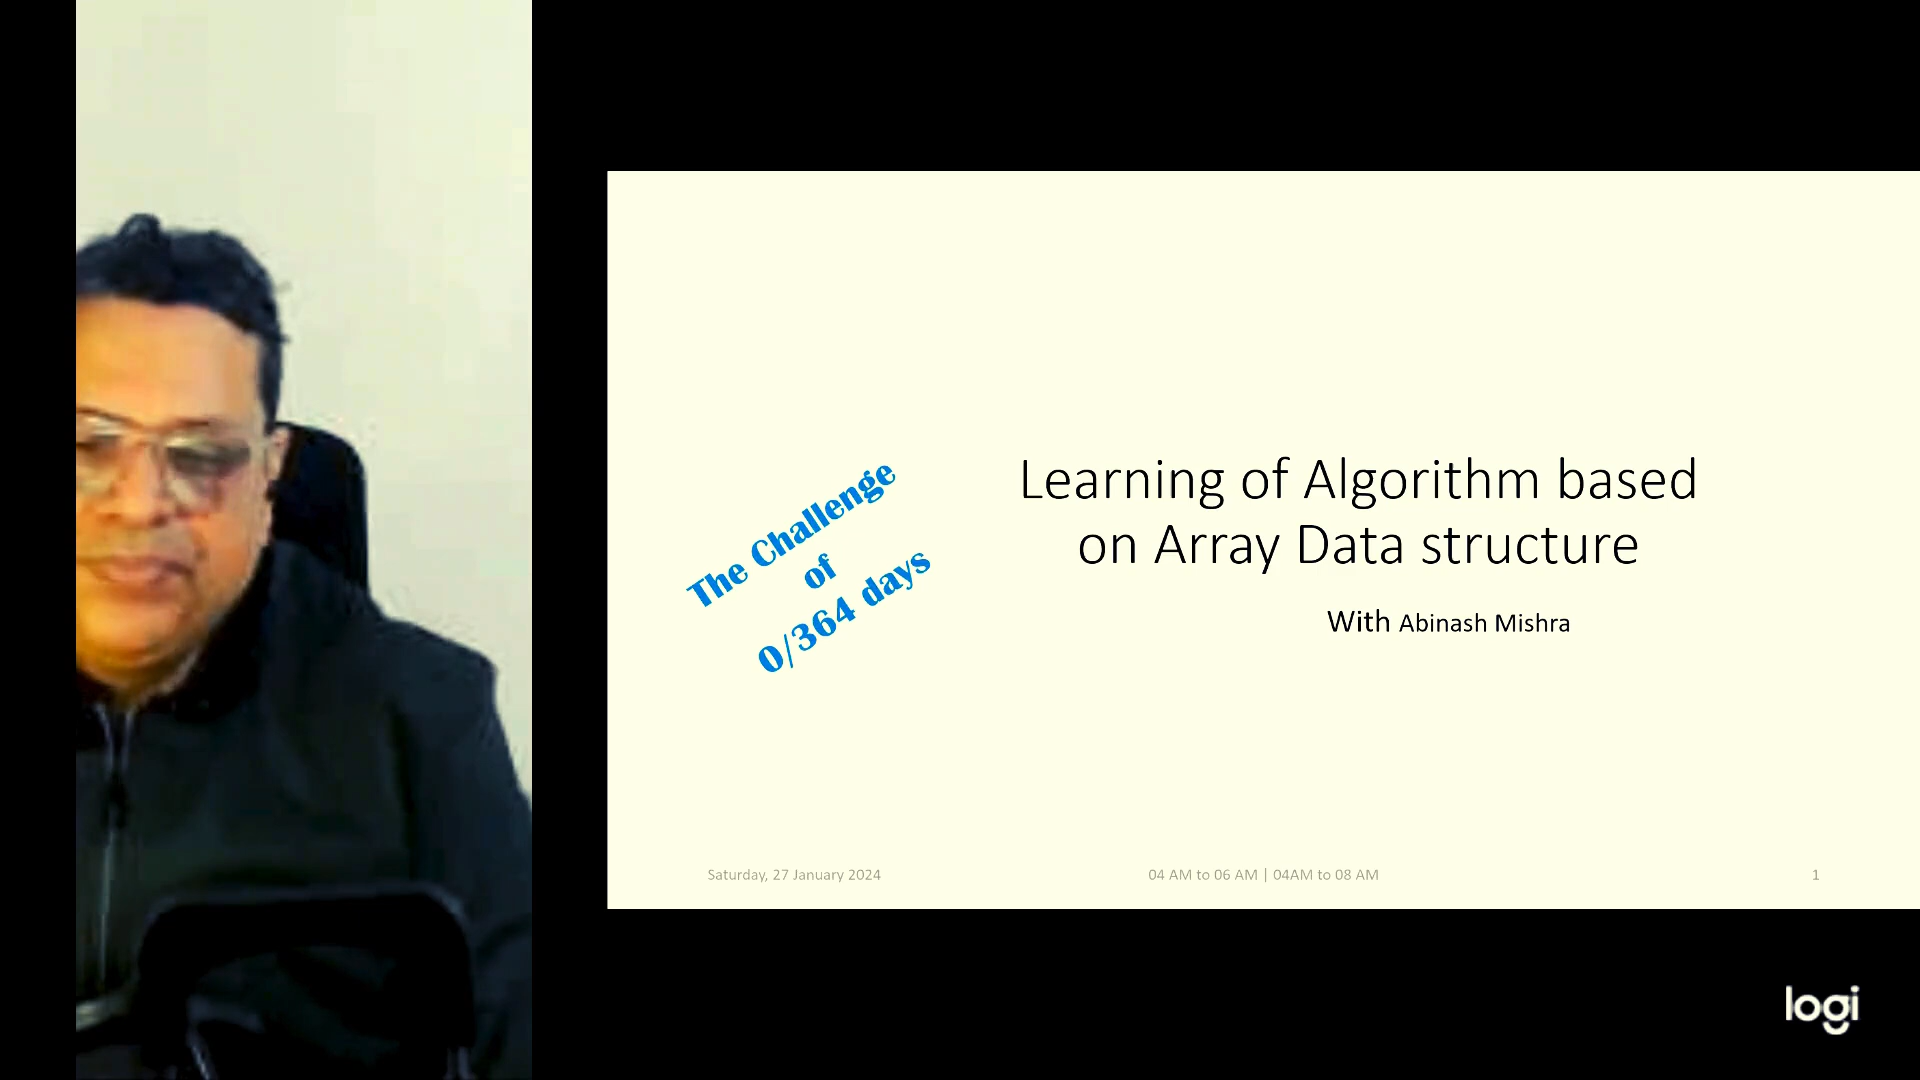 The Challenge
of
0/364 days
Learning of Algorithm based
on Array Data structure
With Abinash Mishra
Saturday, 27 January 2024
04 AM to 06 AM | 04AM to 08 AM
1
logi